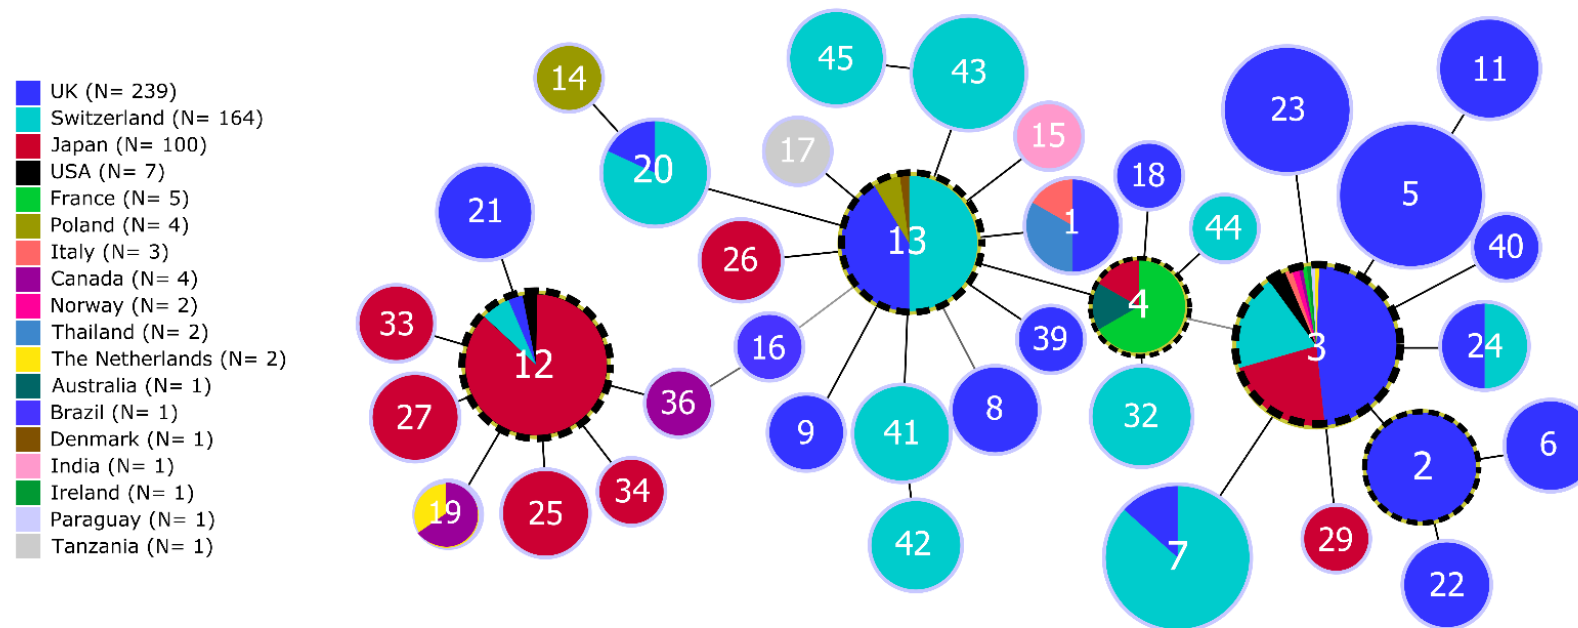 UK (N= 239)
Switzerland (N= 164)
Japan (N= 100)
USA (N= 7)
France (N= 5)
Poland (N= 4)
Italy (N= 3)
Canada (N= 4)
Norway (N= 2)
Thailand (N= 2)
The Netherlands (N= 2)
Australia (N= 1)
Brazil (N= 1)
Denmark (N= 1)
India (N= 1)
Ireland (N= 1)
Paraguay (N= 1)
Tanzania (N= 1)
45
43
11
14
23
15
17
20
18
5
21
1
44
13
40
26
4
33
39
3
24
16
12
36
27
9
41
8
32
2
6
34
19
25
29
42
7
22